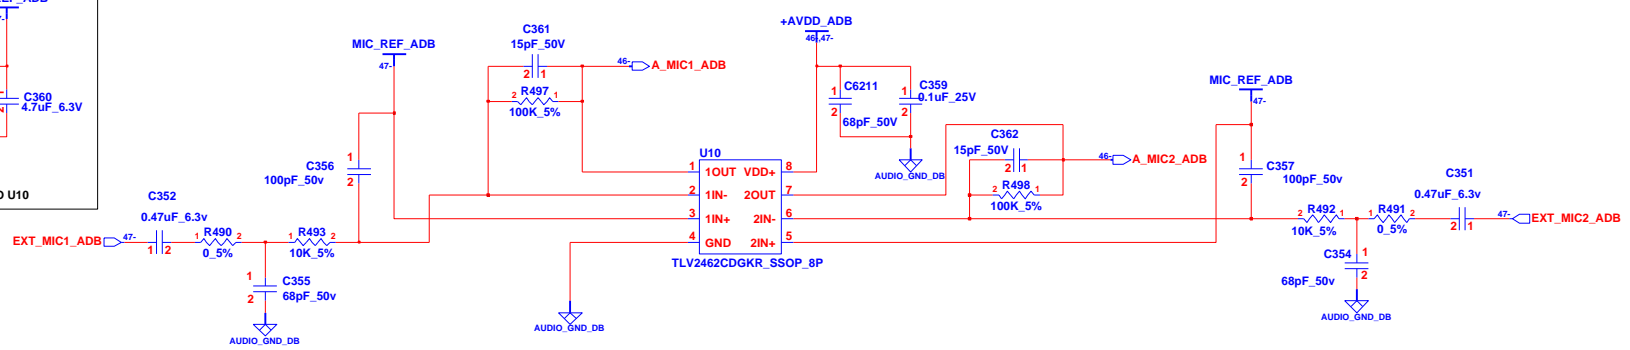 47-
C360
4.7uF_6.3V
U10
C352
0.47uF_6.3v
EXT_MIC1_ADB
47-
1
2
1
R490
2
0_5%
1
R493
2
10K_5%
1
2
C355
68pF_50v
AUDIO_GND_DB
MIC_REF_ADB
47-
C356
100pF_50v
1
2
C361
15pF_50V
2
1
2
R497
1
100K_5%
46-
A_MIC1_ADB
U10
1
1OUT
VDD+
8
2
1IN-
2OUT
7
3
1IN+
2IN-
6
4
GND
2IN+
5
TLV2462CDGKR_SSOP_8P
AUDIO_GND_DB
+AVDD_ADB
46-,47-
1
2
C6211
68pF_50V
1
2
C359
0.1uF_25V
AUDIO_GND_DB
C362
15pF_50V
2
1
2
R498
1
100K_5%
46-
A_MIC2_ADB
MIC_REF_ADB
47-
1
2
C357
100pF_50v
2
R492
1
10K_5%
1
R491
2
0_5%
C351
0.47uF_6.3v
2
1
47-
EXT_MIC2_ADB
C354
1
2
68pF_50v
AUDIO_GND_DB